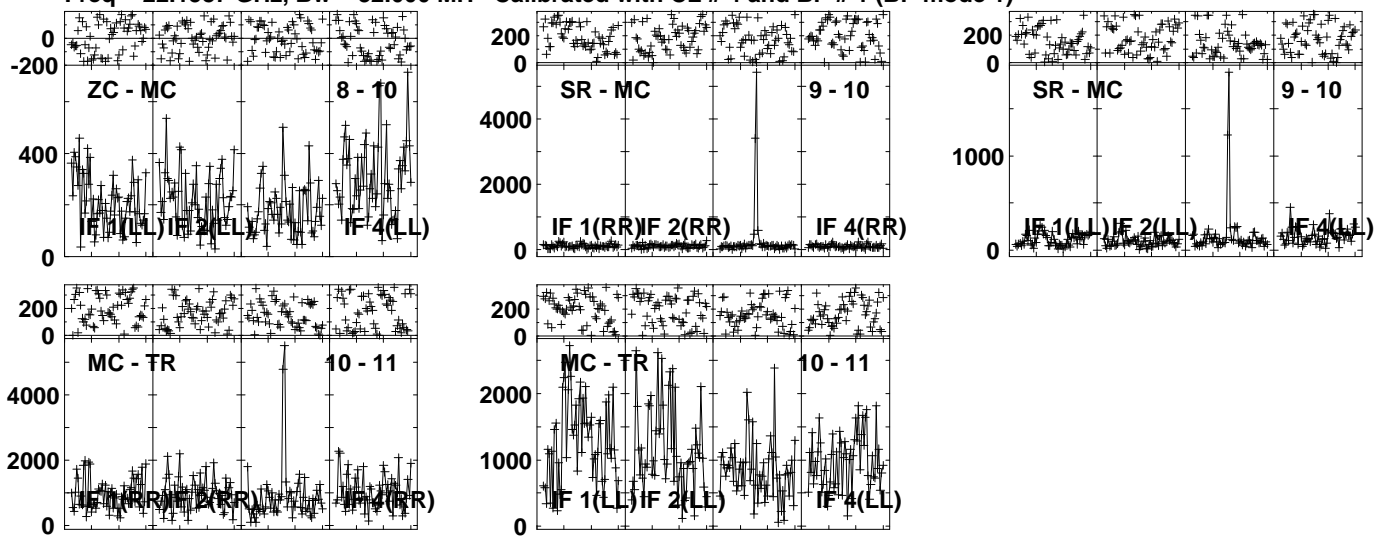 200
200
0
0
-200
0
0
ZC - MC
8 - 10
SR - MC
9 - 10
SR - MC
9 - 10
400
4000
1000
2000
IF 1(LL)
IF 2(LL)
IF 4(LL)
IF 1(RR)
IF 2(RR)
IF 4(RR)
IF 1(LL)
IF 2(LL)
IF 4(LL)
0
0
0
200
200
0
0
MC - TR
10 - 11
MC - TR
10 - 11
4000
2000
2000
1000
IF 1(RR)
IF 2(RR)
IF 4(RR)
IF 1(LL)
IF 2(LL)
IF 4(LL)
0
0